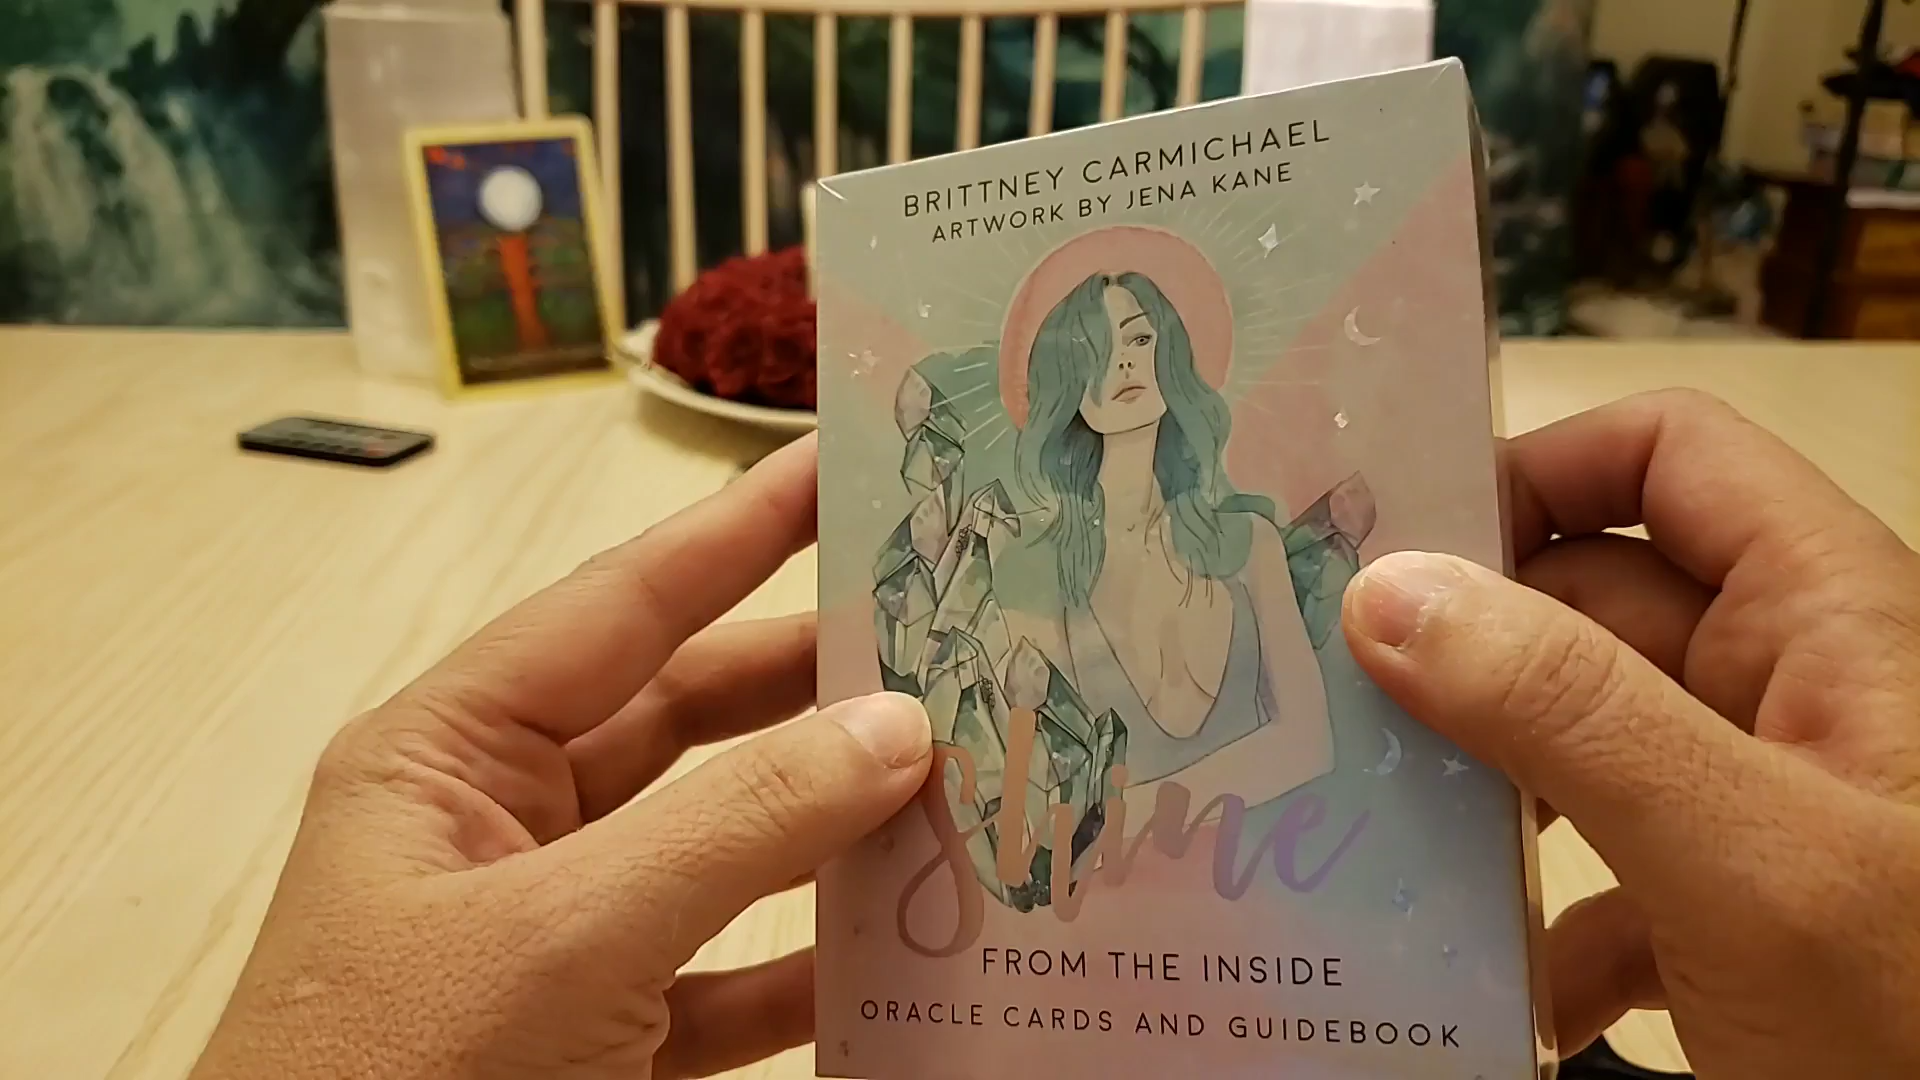 BRITTNEY CARMICHAEL
ARTWORK BY JENA KANE
shine
FROM THE INSIDE
ORACLE CARDS AND GUIDEBOOK